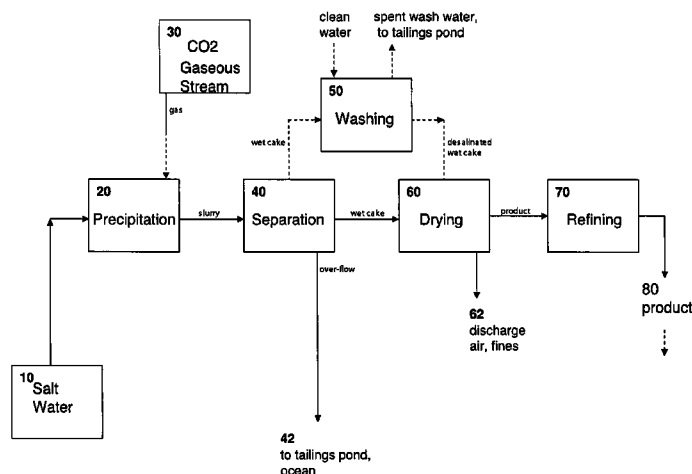 30
CO2
Gaseous
Stream
gas
clean
water
spent wash water,
to tailings pond
50
Washing
wet cake
desalinated
wet cake
20
Precipitation
slurry
40
Separation
wet cake
60
Drying
product
70
Refining
over-flow
62
discharge
air, fines
80
product
10
Salt
Water
42
to tailings pond,
ocean